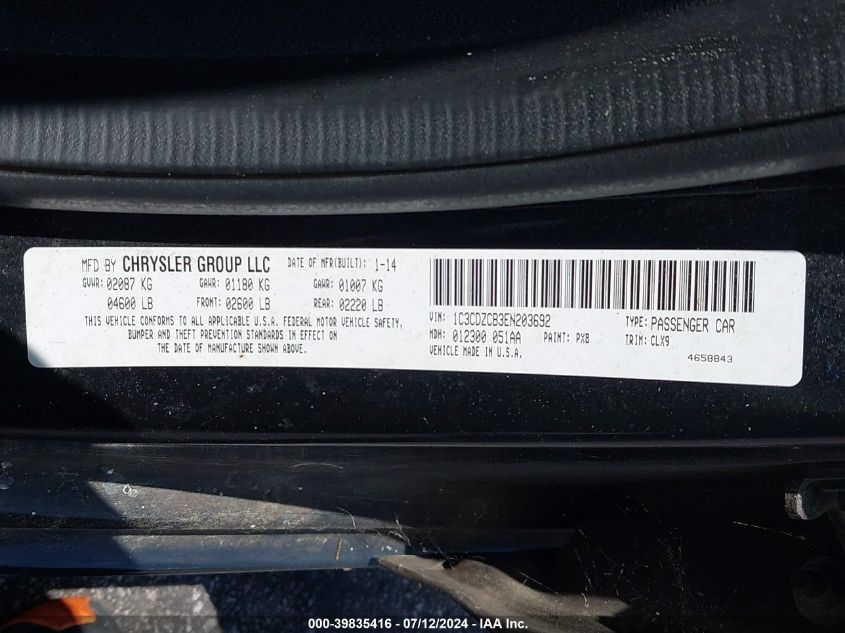 MFD BY CHRYSLER GROUP LLC DATE OF MFR(BUILT): 1-14
GVWR: 02087 KG GAWR: 01180 KG GAWR: 01007 KG
04600 LB FRONT: 02600 LB REAR: 02220 LB
THIS VEHICLE CONFORMS TO ALL APPLICABLE U.S.A. FEDERAL MOTOR VEHICLE SAFETY,
BUMPER AND THEFT PREVENTION STANDARDS IN EFFECT ON
THE DATE OF MANUFACTURE SHOWN ABOVE.
VIN: 1C3CDZCB3EN203692 TYPE: PASSENGER CAR
MDH: 012300 051AA PAINT: PX8 TRIM: CLX9
VEHICLE MADE IN U.S.A. 4658843
000-39835416 - 07/12/2024 - IAA Inc.